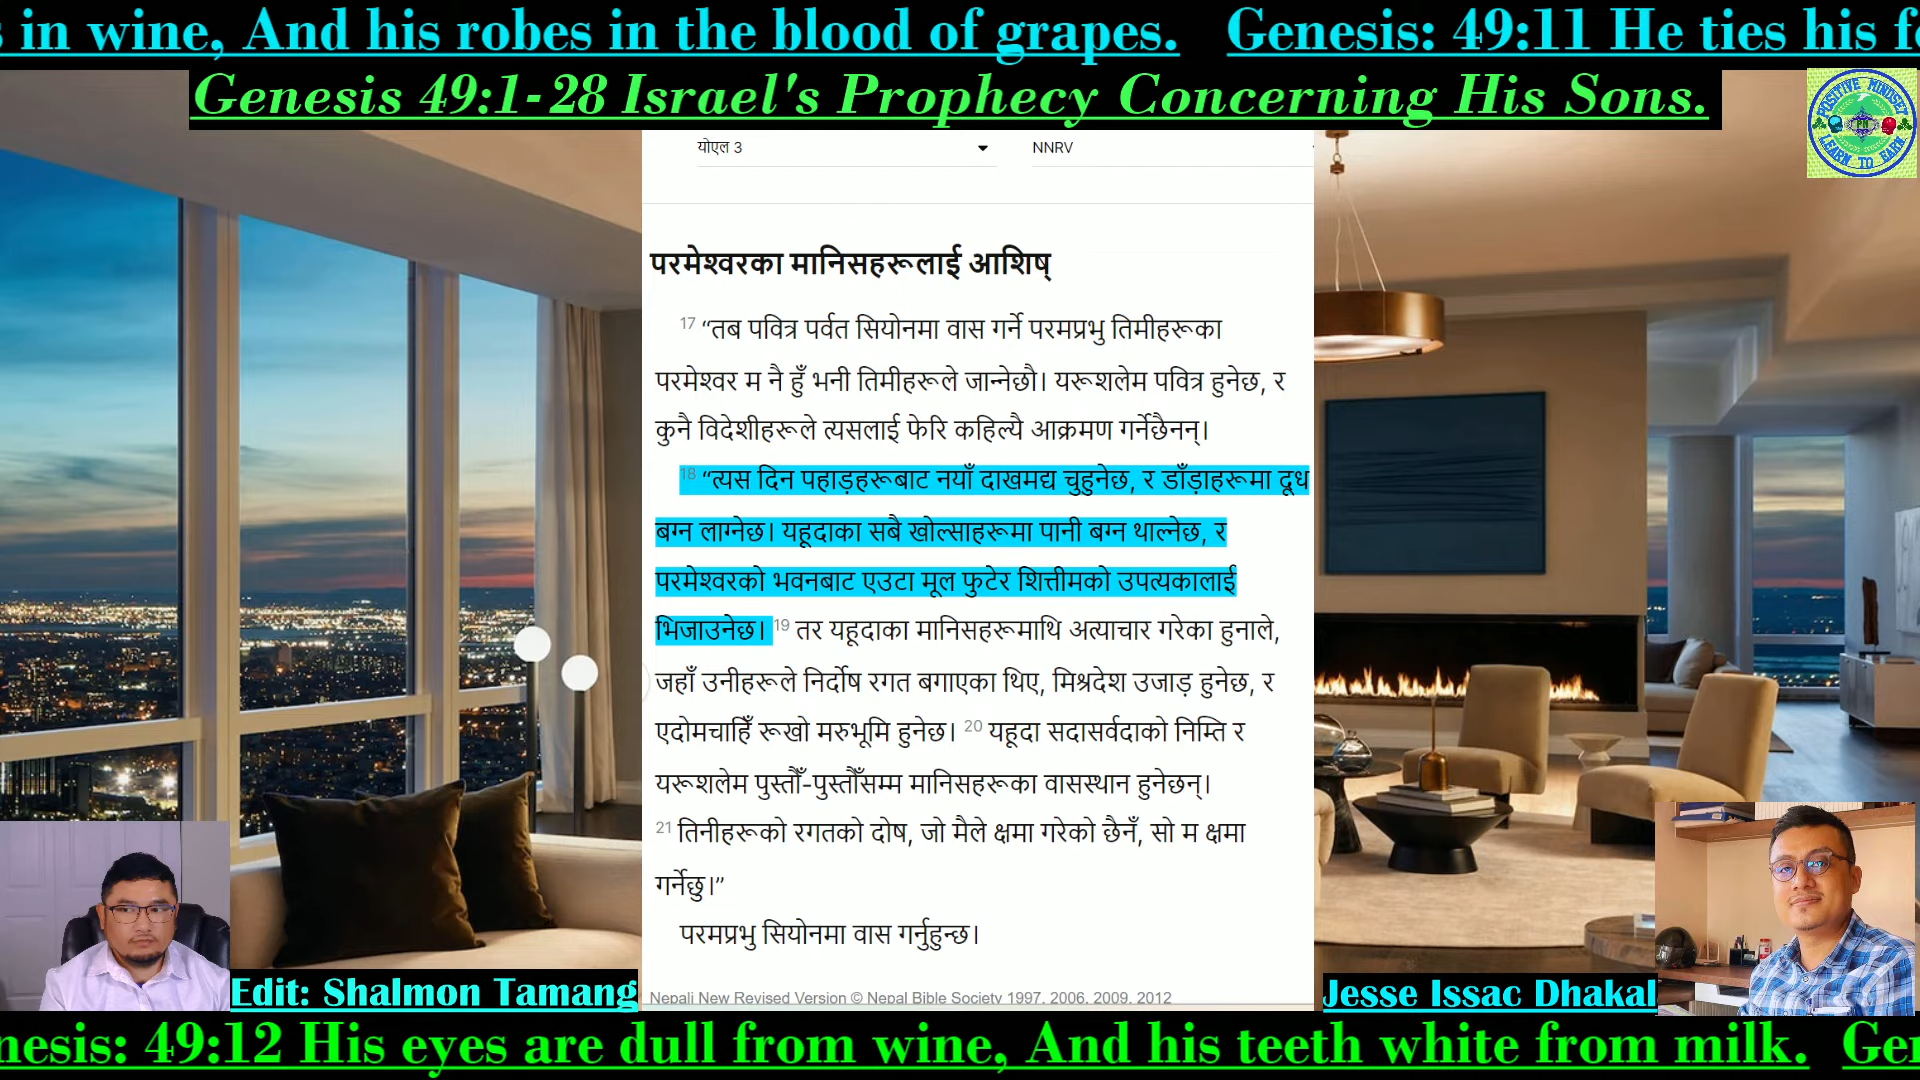 in wine, And his robes in the blood of grapes. Genesis: 49:11 He ties his
Genesis 49:1-28 Israel's Prophecy Concerning His Sons.
POSITIVE MINDSET
LEARN TO EARN
योएल 3
NNRV
परमेश्‍वरका मानिसहरूलाई आशिष्
17 “तब पवित्र पर्वत सियोनमा वास गर्ने परमप्रभु तिमीहरूका
परमेश्‍वर म नै हुँ भनी तिमीहरूले जान्‍नेछौ। यरूशलेम पवित्र हुनेछ, र
कुनै विदेशीहरूले त्‍यसलाई फेरि कहिल्‍यै आक्रमण गर्नेछैनन्।
18 “त्‍यस दिन पहाड़हरूबाट नयाँ दाखमद्य चुहुनेछ, र डाँड़ाहरूमा दूध
बग्‍न लाग्‍नेछ। यहूदाका सबै खोल्‍साहरूमा पानी बग्‍न थाल्‍नेछ, र
परमेश्‍वरको भवनबाट एउटा मूल फुटेर शित्तीमको उपत्‍यकालाई
भिजाउनेछ। 19 तर यहूदाका मानिसहरूमाथि अत्‍याचार गरेका हुनाले,
जहाँ उनीहरूले निर्दोष रगत बगाएका थिए, मिश्रदेश उजाड़ हुनेछ, र
एदोमचाहिँ रूखो मरुभूमि हुनेछ। 20 यहूदा सदासर्वदाको निम्‍ति र
यरूशलेम पुस्‍तौँ-पुस्‍तौँसम्‍म मानिसहरूका वासस्‍थान हुनेछन्।
21 तिनीहरूको रगतको दोष, जो मैले क्षमा गरेको छैनँ, सो म क्षमा
गर्नेछु।”
परमप्रभु सियोनमा वास गर्नुहुन्‍छ।
Nepali New Revised Version © Nepal Bible Society 1997, 2006, 2009, 2012
Edit: Shalmon Tamang
Jesse Issac Dhakal
nesis: 49:12 His eyes are dull from wine, And his teeth white from milk. Gen